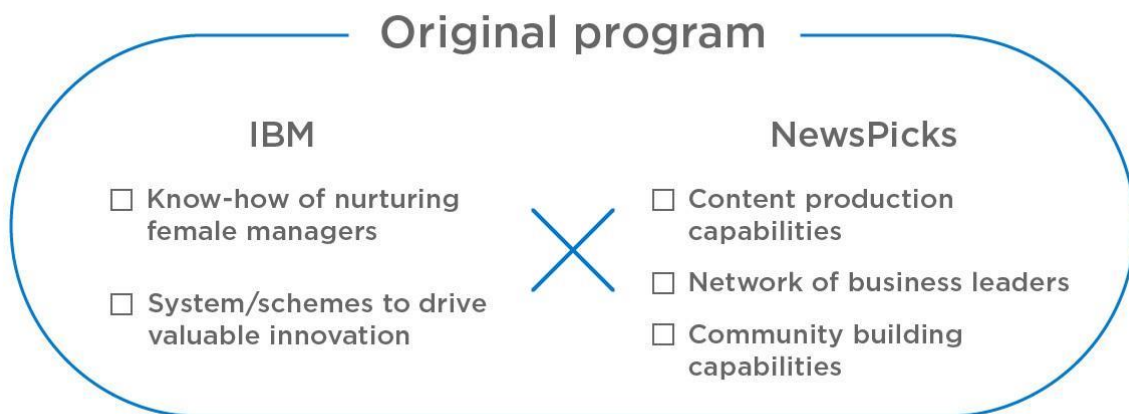 Original program
IBM
Know-how of nurturing
female managers
System/schemes to drive
valuable innovation
NewsPicks
Content production
capabilities
Network of business leaders
Community building
capabilities